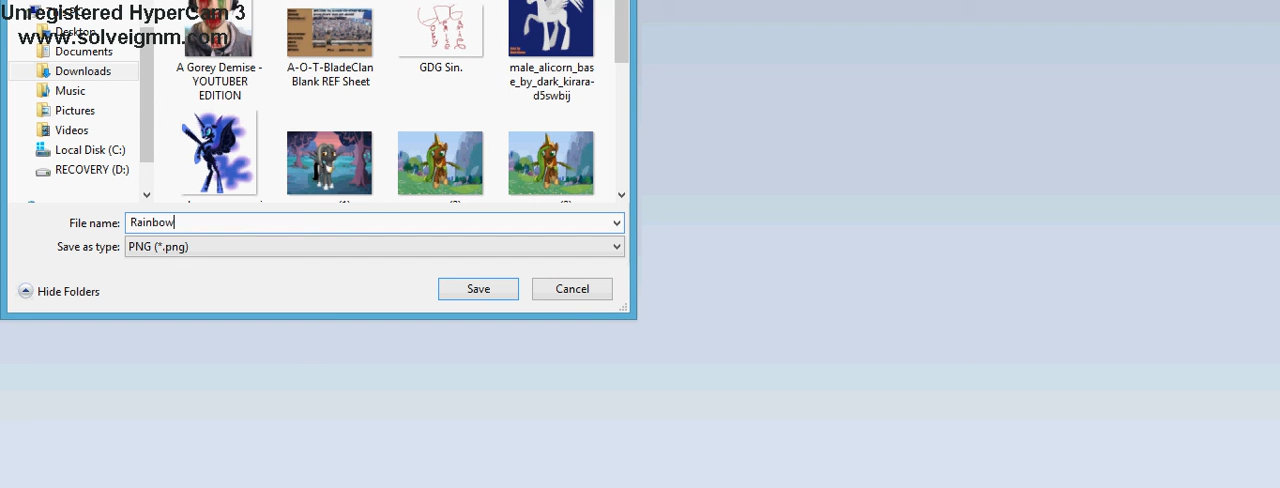 Unregistered HyperCam 3
www.solveigmm.com
Desktop
Documents
Downloads
Music
Pictures
Videos
Local Disk (C:)
RECOVERY (D:)
A Gorey Demise -
YOUTUBER
EDITION
A-O-T-BladeClan
Blank REF Sheet
GDG Sin.
male_alicorn_bas
e_by_dark_kirara-
d5swbij
File name:
Rainbow
Save as type:
PNG (*.png)
Hide Folders
Save
Cancel